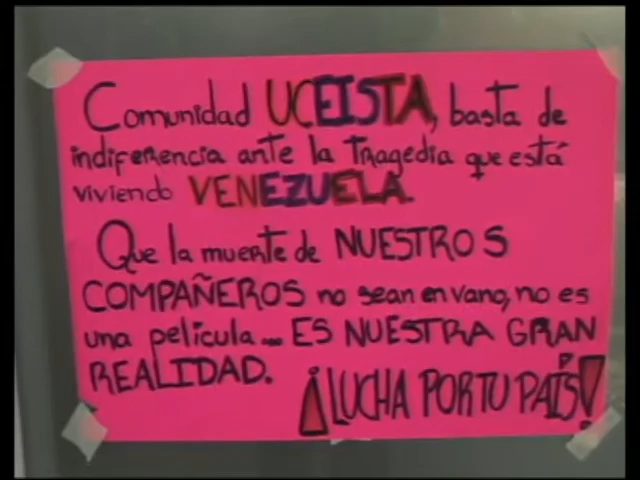 Comunidad UCEISTA, basta de
indiferencia ante la tragedia que está
viviendo VENEZUELA.
Que la muerte de NUESTROS
COMPAÑEROS no sean en vano, no es
una pelicula... ES NUESTRA GRAN
REALIDAD.
¡LUCHA POR TU PAÍS!